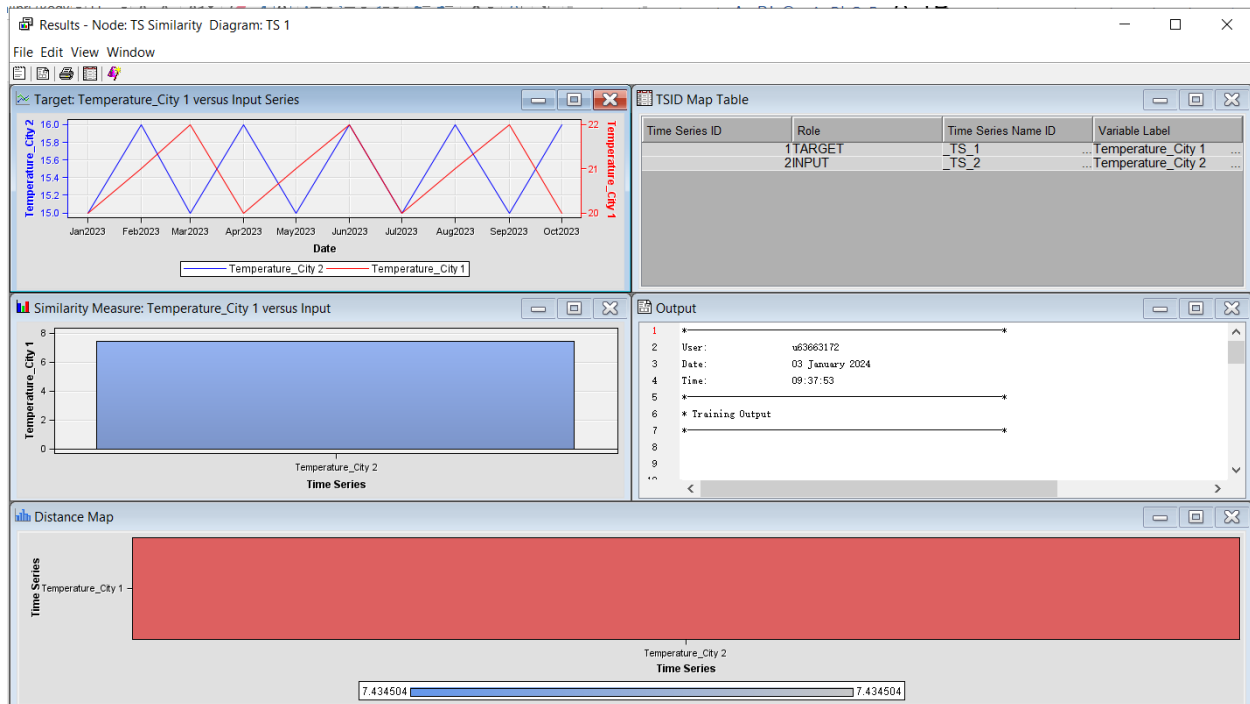 Results - Node: TS Similarity Diagram: TS 1
File Edit View Window
Target: Temperature_City 1 versus Input Series
Temperature_City 2
16.0
15.8
15.6
15.4
15.2
15.0
22
21
20
Temperature_City 1
Jan2023 Feb2023 Mar2023 Apr2023 May2023 Jun2023 Jul2023 Aug2023 Sep2023 Oct2023
Date
Temperature_City 2 Temperature_City 1
TSID Map Table
Time Series ID Role Time Series Name ID Variable Label
1 TARGET _TS_1 ... Temperature_City 1 ...
2 INPUT _TS_2 ... Temperature_City 2 ...
Similarity Measure: Temperature_City 1 versus Input
Temperature_City 1
8
6
4
2
0
Temperature_City 2
Time Series
Output
1 *------------------------------------------------------------*
2 User: u63663172
3 Date: 03 January 2024
4 Time: 09:37:53
5 *------------------------------------------------------------*
6 * Training Output
7 *------------------------------------------------------------*
8
9
Distance Map
Time Series
Temperature_City 1
Temperature_City 2
Time Series
7.434504 7.434504